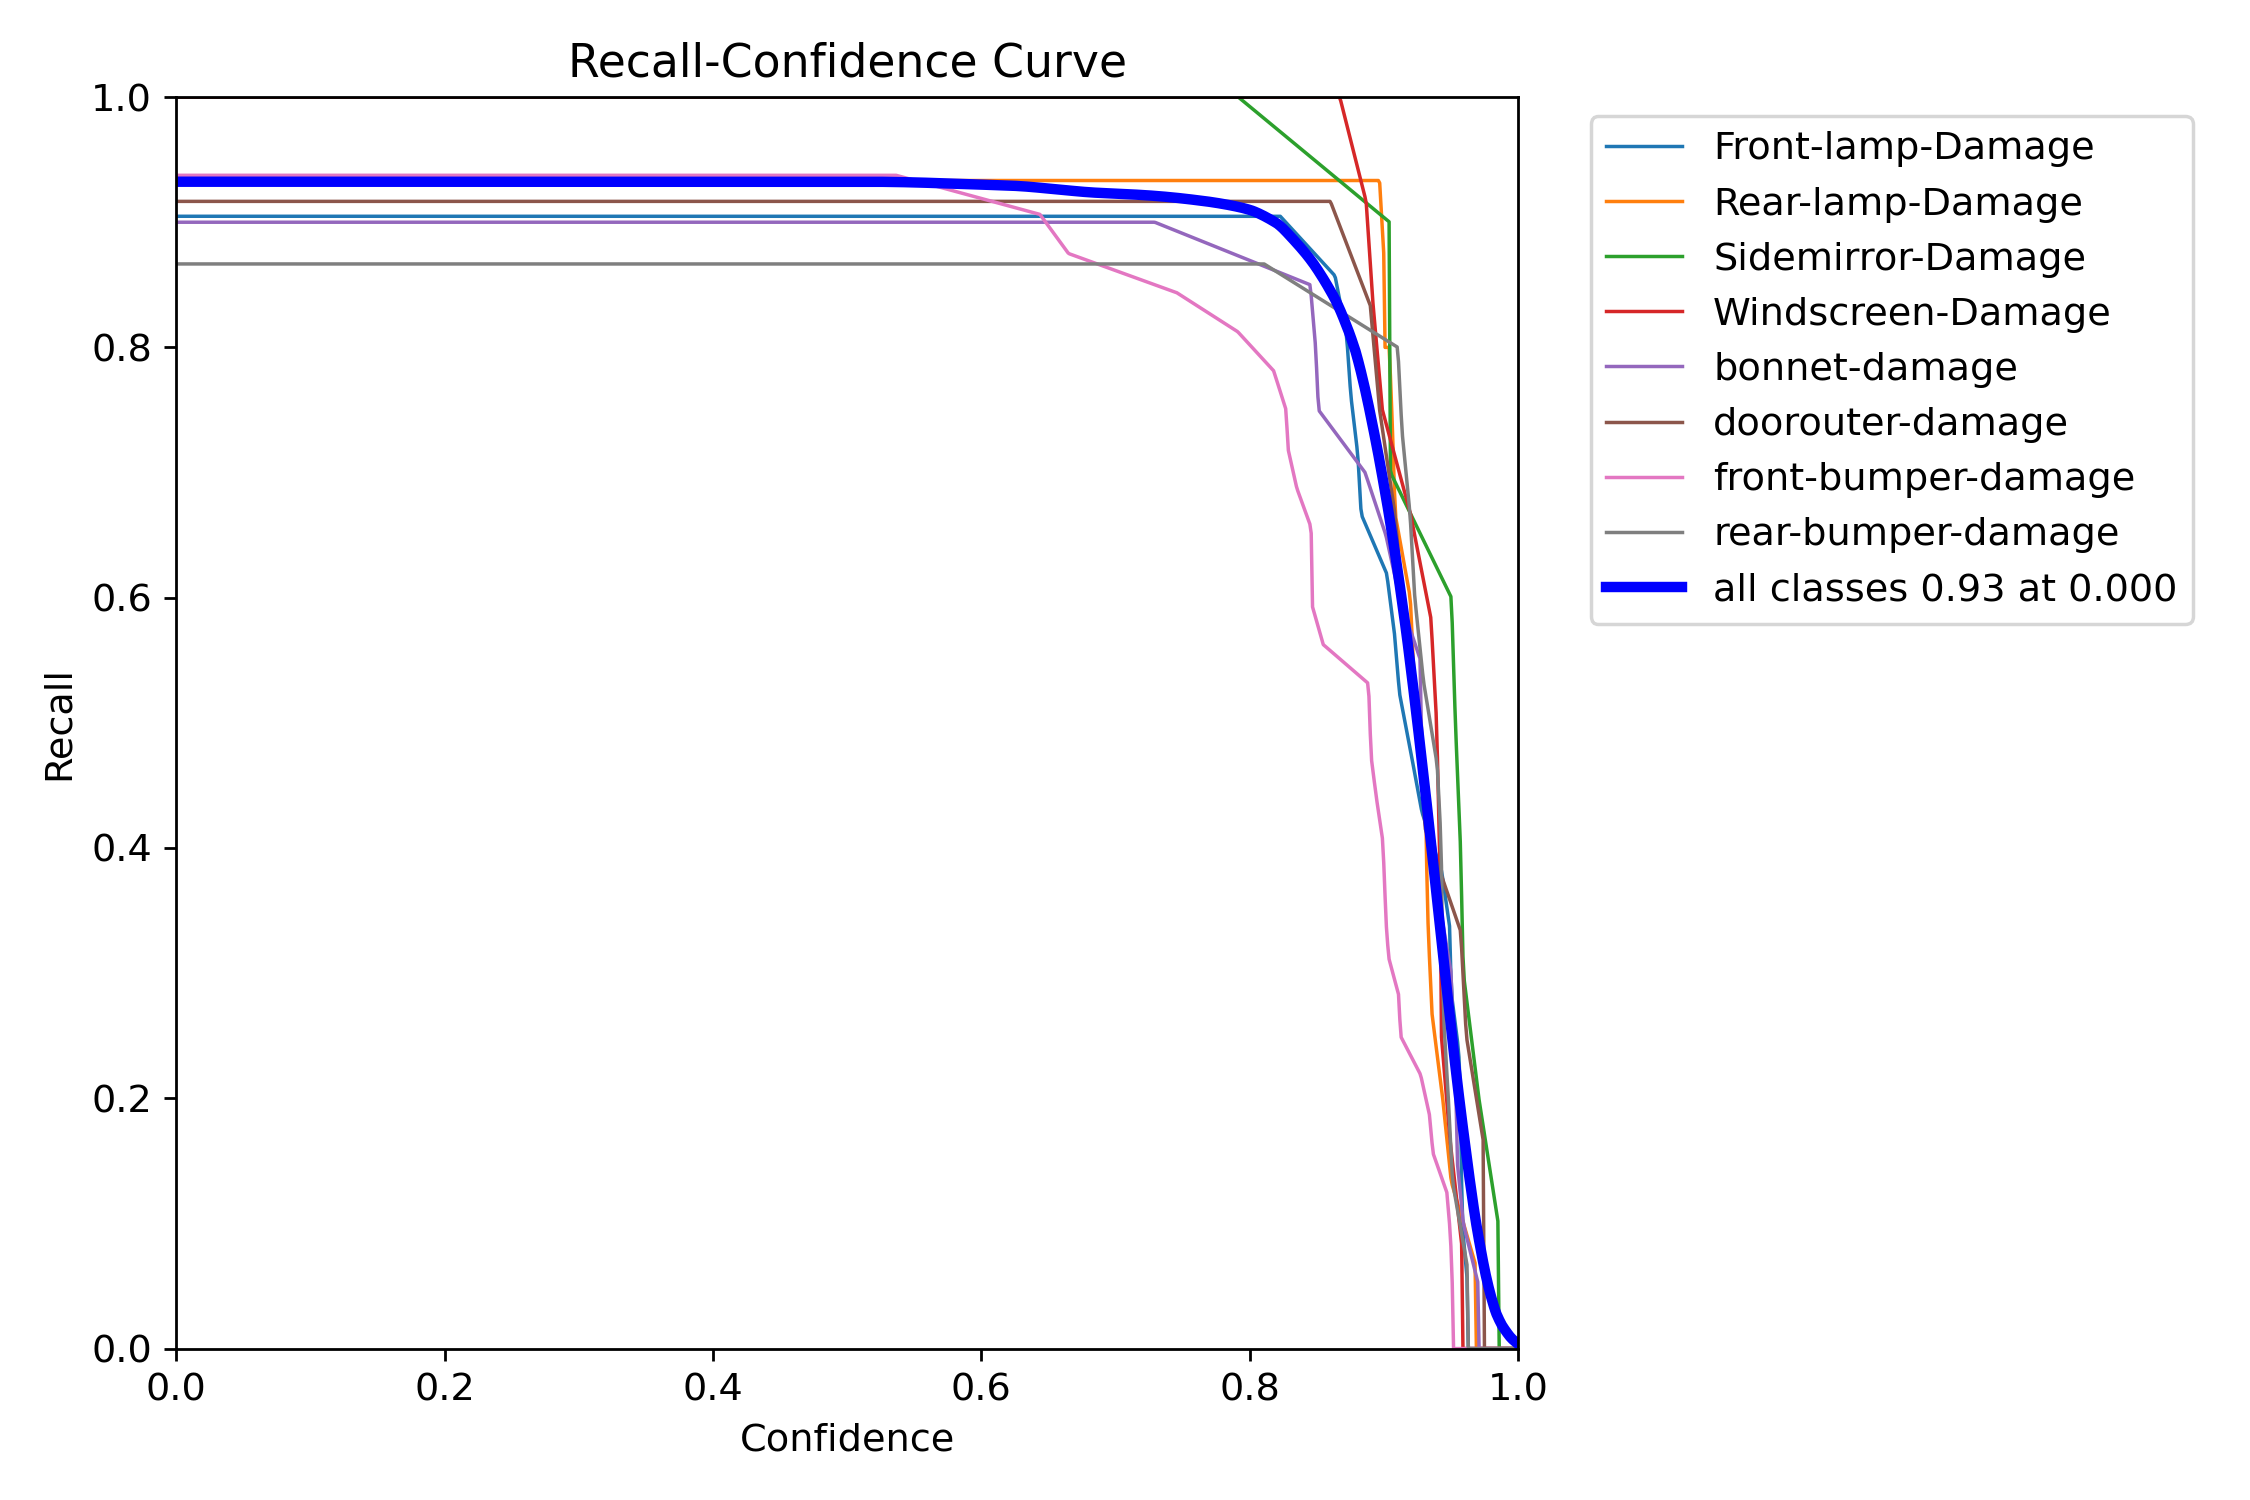 Recall-Confidence Curve
1.0
0.8
0.6
0.4
0.2
0.0
Recall
0.0 0.2 0.4 0.6 0.8 1.0
Confidence
Front-lamp-Damage
Rear-lamp-Damage
Sidemirror-Damage
Windscreen-Damage
bonnet-damage
doorouter-damage
front-bumper-damage
rear-bumper-damage
all classes 0.93 at 0.000